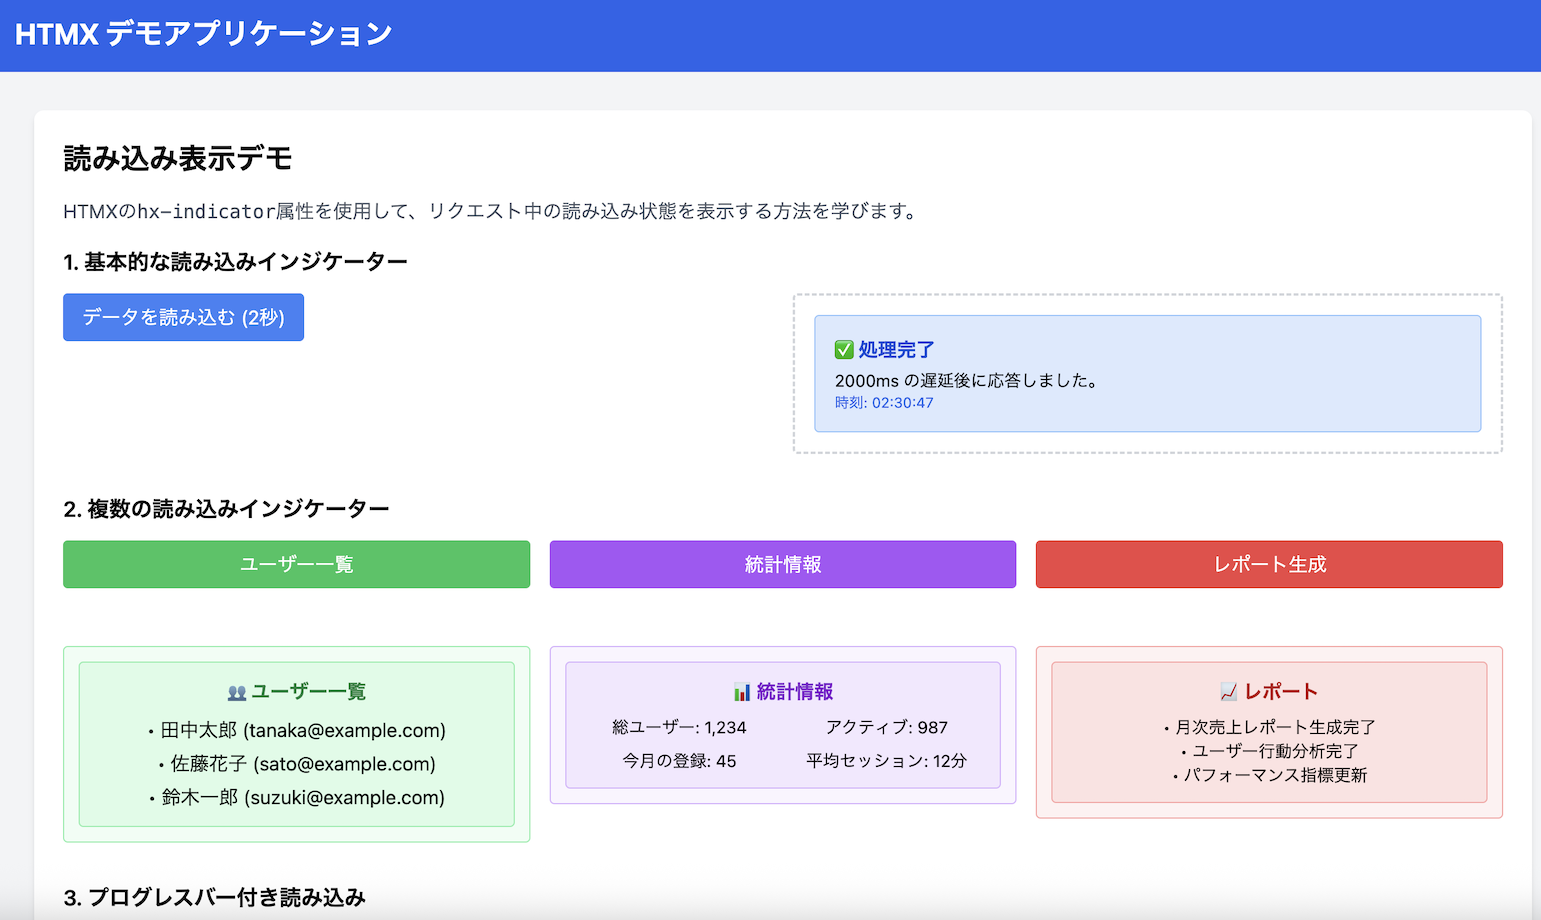 HTMX デモアプリケーション
読み込み表示デモ
HTMXのhx-indicator属性を使用して、リクエスト中の読み込み状態を表示する方法を学びます。
1. 基本的な読み込みインジケーター
データを読み込む (2秒)
✅ 処理完了
2000ms の遅延後に応答しました。
時刻: 02:30:47
2. 複数の読み込みインジケーター
ユーザー一覧
統計情報
レポート生成
👥 ユーザー一覧
• 田中太郎 (tanaka@example.com)
• 佐藤花子 (sato@example.com)
• 鈴木一郎 (suzuki@example.com)
📊 統計情報
総ユーザー: 1,234
アクティブ: 987
今月の登録: 45
平均セッション: 12分
📈 レポート
• 月次売上レポート生成完了
• ユーザー行動分析完了
• パフォーマンス指標更新
3. プログレスバー付き読み込み